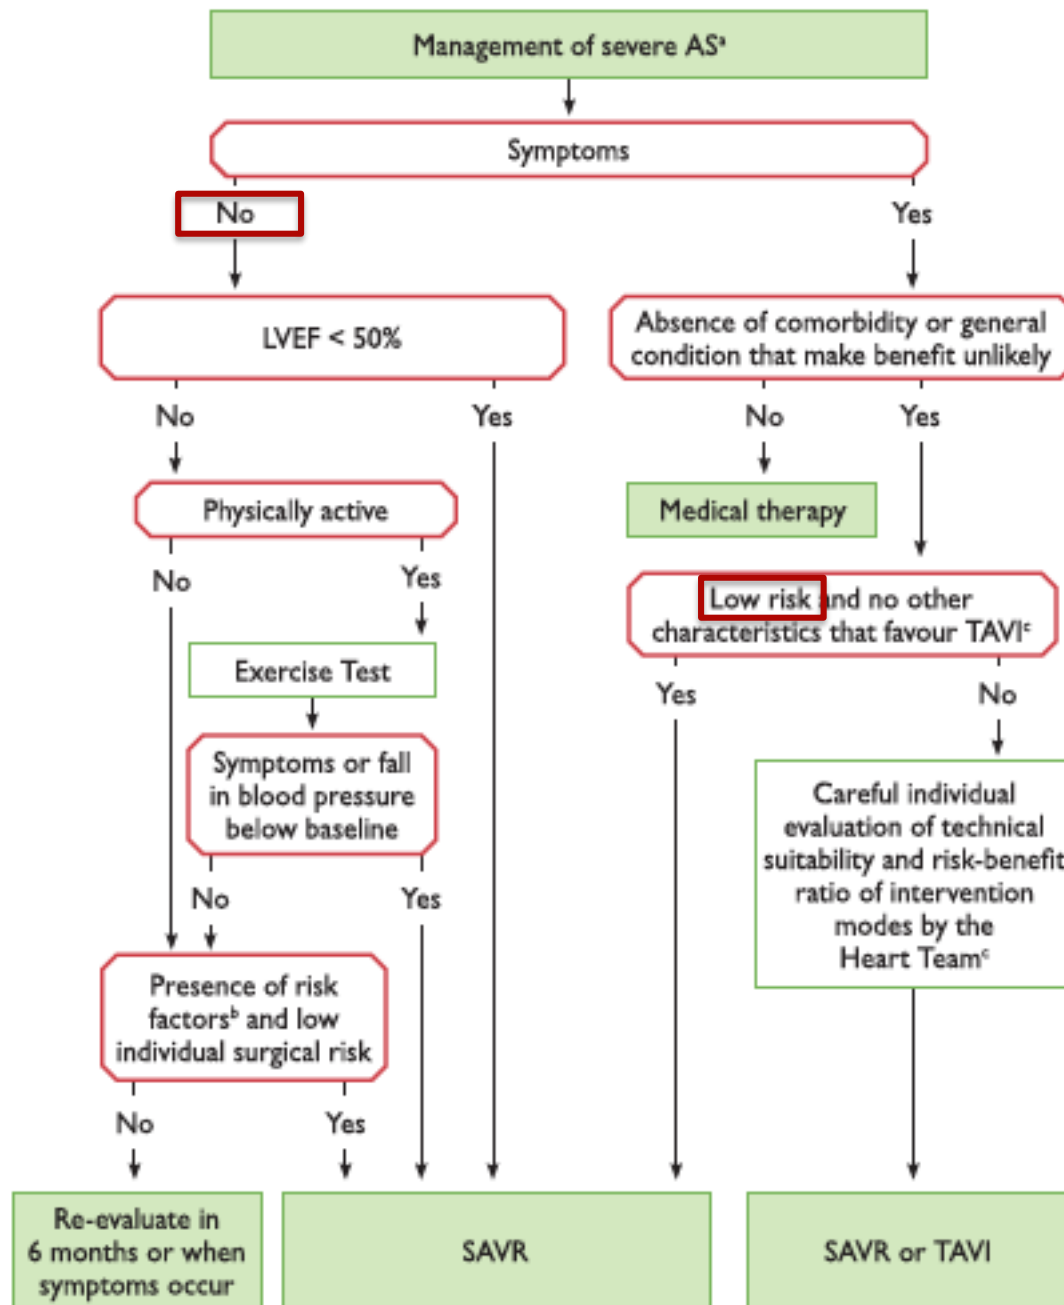 Management of severe ASᵃ
Symptoms
No
Yes
LVEF < 50%
Absence of comorbidity or general
condition that make benefit unlikely
No
Yes
No
Yes
Physically active
Medical therapy
No
Yes
Low risk and no other
characteristics that favour TAVIᶜ
Exercise Test
Yes
No
Symptoms or fall
in blood pressure
below baseline
Careful individual
evaluation of technical
suitability and risk-benefit
ratio of intervention
modes by the
Heart Teamᶜ
No
Yes
Presence of risk
factorsᵇ and low
individual surgical risk
No
Yes
Re-evaluate in
6 months or when
symptoms occur
SAVR
SAVR or TAVI